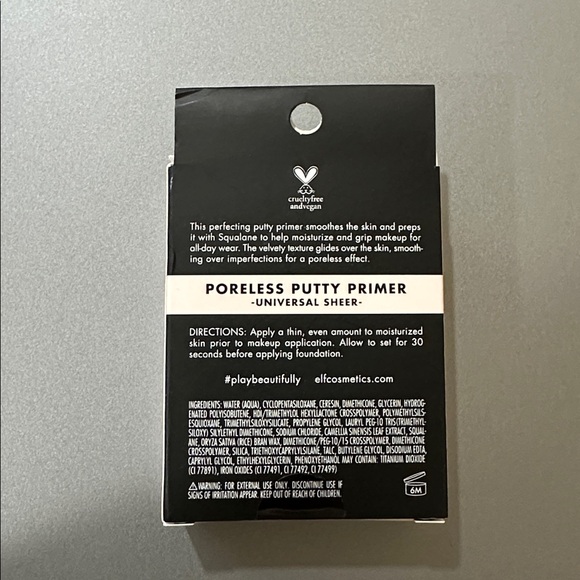 crueltyfree
andvegan
This perfecting putty primer smoothes the skin and preps
it with Squalane to help moisturize and grip makeup for
all-day wear. The velvety texture glides over the skin, smooth-
ing over imperfections for a poreless effect.
PORELESS PUTTY PRIMER
-UNIVERSAL SHEER-
DIRECTIONS: Apply a thin, even amount to moisturized
skin prior to makeup application. Allow to set for 30
seconds before applying foundation.
#playbeautifully elfcosmetics.com
INGREDIENTS: WATER (AQUA), CYCLOPENTASILOXANE, CERESIN, DIMETHICONE, GLYCERIN, HYDROG-
ENATED POLYISOBUTENE, HDI/TRIMETHYLOL HEXYLLACTONE CROSSPOLYMER, POLYMETHYLSILS-
ESQUIOXANE, TRIMETHYLSILOXYSILICATE, PROPYLENE GLYCOL, LAURYL PEG-10 TRIS(TRIMETHYL-
SILOXY) SILYLETHYL DIMETHICONE, SODIUM CHLORIDE, CAMELLIA SINENSIS LEAF EXTRACT, SQUAL-
ANE, ORYZA SATIVA (RICE) BRAN WAX, DIMETHICONE/PEG-10/15 CROSSPOLYMER, DIMETHICONE
CROSSPOLYMER, SILICA, TRIETHOXYCAPRYLYLSILANE, TALC, BUTYLENE GLYCOL, DISODIUM EDTA,
CAPRYLYL GLYCOL, ETHYLHEXYLGLYCERIN, PHENOXYETHANOL MAY CONTAIN: TITANIUM DIOXIDE
(CI 77891), IRON OXIDES (CI 77491, CI 77492, CI 77499)
WARNING: FOR EXTERNAL USE ONLY. DISCONTINUE USE IF
SIGNS OF IRRITATION APPEAR. KEEP OUT OF REACH OF CHILDREN.
6M